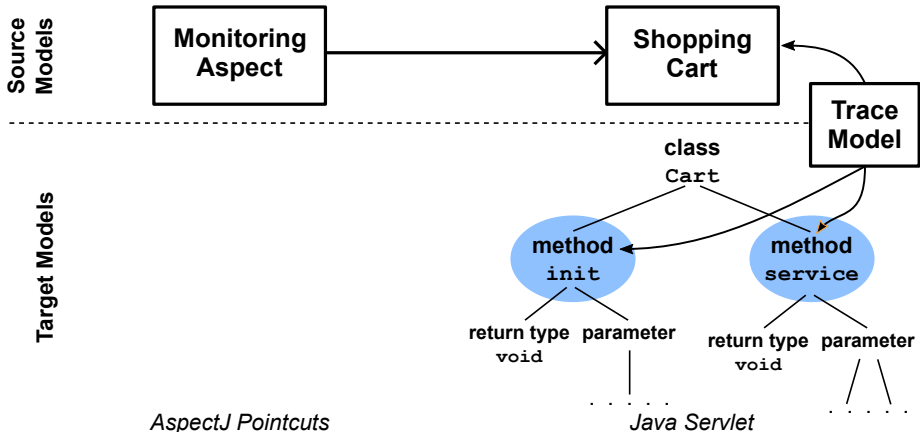 Source
Models
Monitoring
Aspect
Shopping
Cart
Trace
Model
Target Models
class
Cart
method
init
method
service
return type
void
parameter
return type
void
parameter
. . . . .
. . . . .
AspectJ Pointcuts
Java Servlet